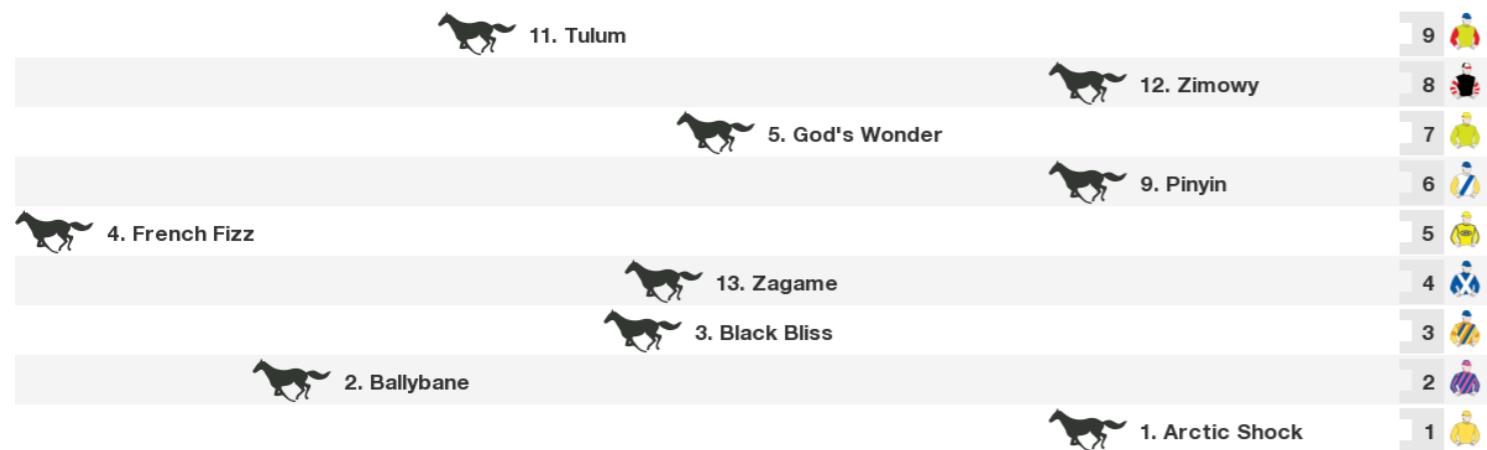 11. Tulum 9
12. Zimowy 8
5. God's Wonder 7
9. Pinyin 6
4. French Fizz 5
13. Zagame 4
3. Black Bliss 3
2. Ballybane 2
1. Arctic Shock 1